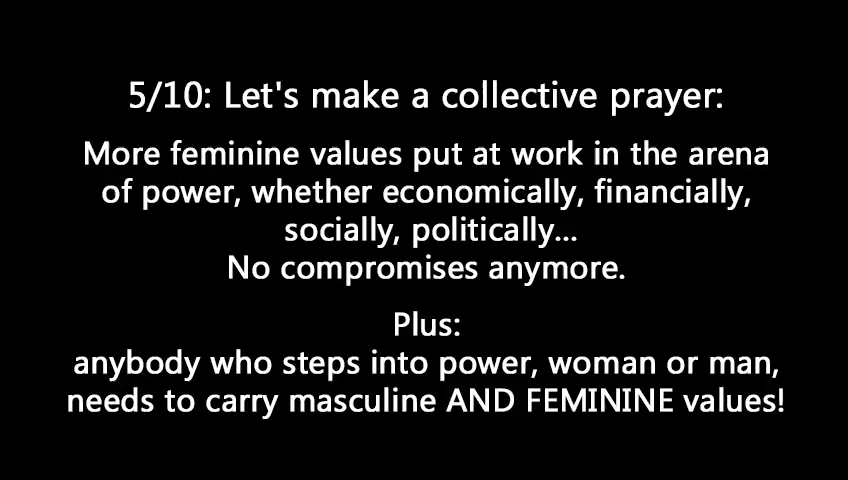 5/10: Let's make a collective prayer:
More feminine values put at work in the arena
of power, whether economically, financially,
socially, politically...
No compromises anymore.
Plus:
anybody who steps into power, woman or man,
needs to carry masculine AND FEMININE values!